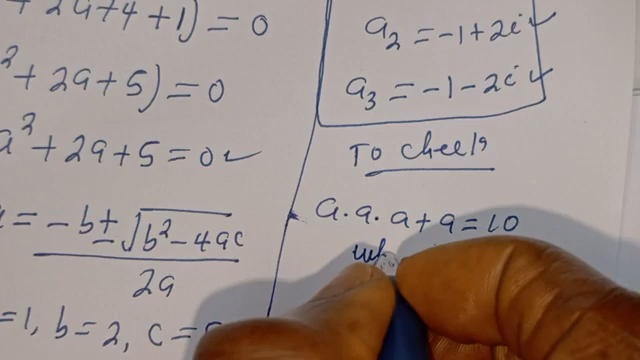 + 2a+4+1) = 0
² + 2a+5) = 0
a² + 2a+5 = 0 ✓
= -b ± √b² - 4ac
2a
=1, b = 2, c =
a₂ = -1 + 2i ✓
a₃ = -1 - 2i ✓
To check
a.a.a + a = 10